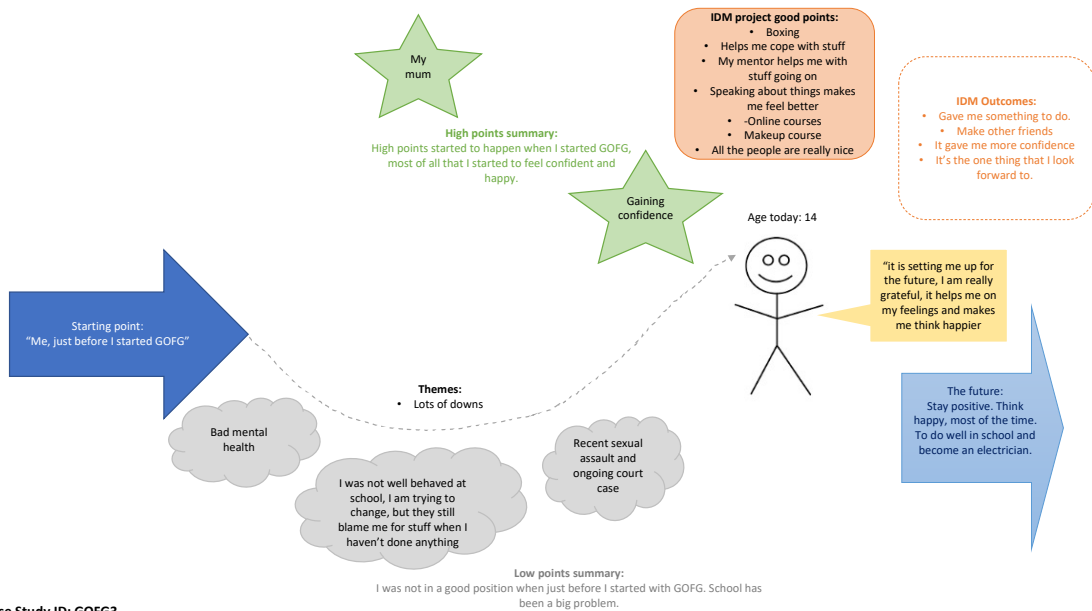 My
mum
High points summary:
High points started to happen when I started GOFG,
most of all that I started to feel confident and
happy.
Gaining
confidence
IDM project good points:
• Boxing
• Helps me cope with stuff
• My mentor helps me with
stuff going on
• Speaking about things makes
me feel better
• -Online courses
• Makeup course
• All the people are really nice
IDM Outcomes:
• Gave me something to do.
• Make other friends
• It gave me more confidence
• It's the one thing that I look
forward to.
Age today: 14
"it is setting me up for
the future, I am really
grateful, it helps me on
my feelings and makes
me think happier
Starting point:
"Me, just before I started GOFG"
Themes:
• Lots of downs
Bad mental
health
I was not well behaved at
school, I am trying to
change, but they still
blame me for stuff when I
haven't done anything
Recent sexual
assault and
ongoing court
case
The future:
Stay positive. Think
happy, most of the time.
To do well in school and
become an electrician.
Low points summary:
I was not in a good position when just before I started with GOFG. School has
been a big problem.
Study ID: GOFG3